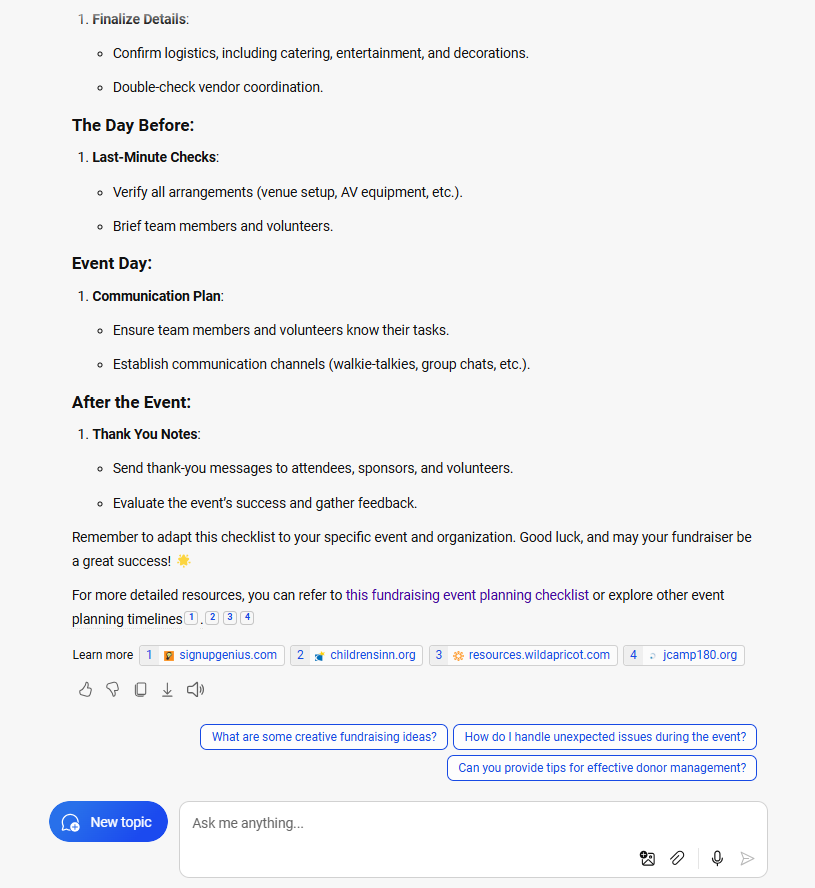 1. Finalize Details:
Confirm logistics, including catering, entertainment, and decorations.
Double-check vendor coordination.
The Day Before:
1. Last-Minute Checks:
Verify all arrangements (venue setup, AV equipment, etc.).
Brief team members and volunteers.
Event Day:
1. Communication Plan:
Ensure team members and volunteers know their tasks.
Establish communication channels (walkie-talkies, group chats, etc.).
After the Event:
1. Thank You Notes:
Send thank-you messages to attendees, sponsors, and volunteers.
Evaluate the event’s success and gather feedback.
Remember to adapt this checklist to your specific event and organization. Good luck, and may your fundraiser be
a great success! 🌟
For more detailed resources, you can refer to this fundraising event planning checklist or explore other event
planning timelines 1 . 2 3 4
Learn more 1 signupgenius.com 2 childrensinn.org 3 resources.wildapricot.com 4 jcamp180.org
What are some creative fundraising ideas? How do I handle unexpected issues during the event?
Can you provide tips for effective donor management?
New topic Ask me anything...